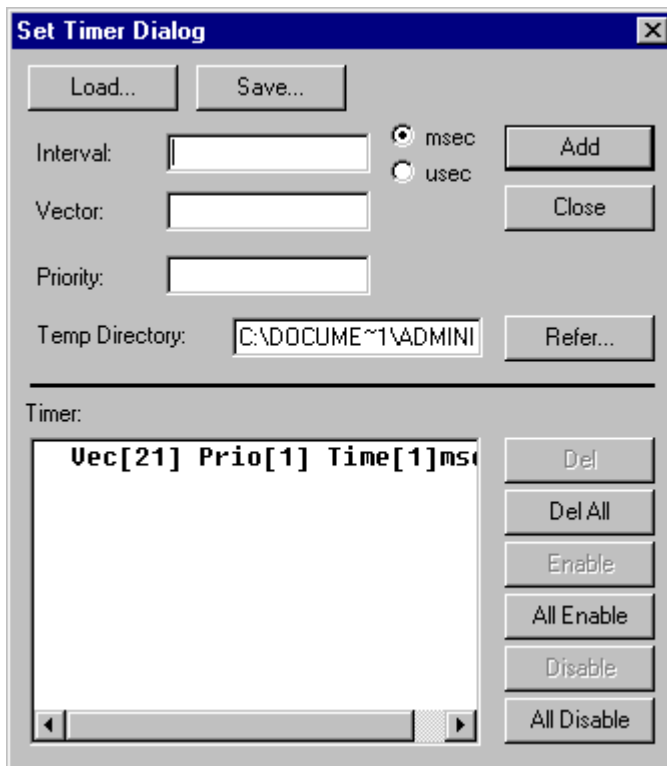 Set Timer Dialog
Load... Save...
Interval: msec Add
usec
Vector: Close
Priority:
Temp Directory: C:\DOCUME~1\ADMINI Refer...
Timer:
Vec[21] Prio[1] Time[1]mse Del
Del All
Enable
All Enable
Disable
All Disable